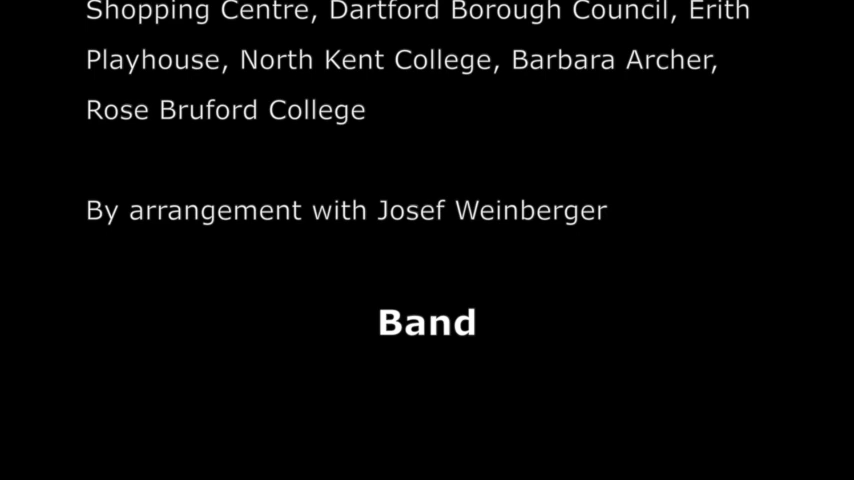 Shopping Centre, Dartford Borough Council, Erith
Playhouse, North Kent College, Barbara Archer,
Rose Bruford College
By arrangement with Josef Weinberger
Band